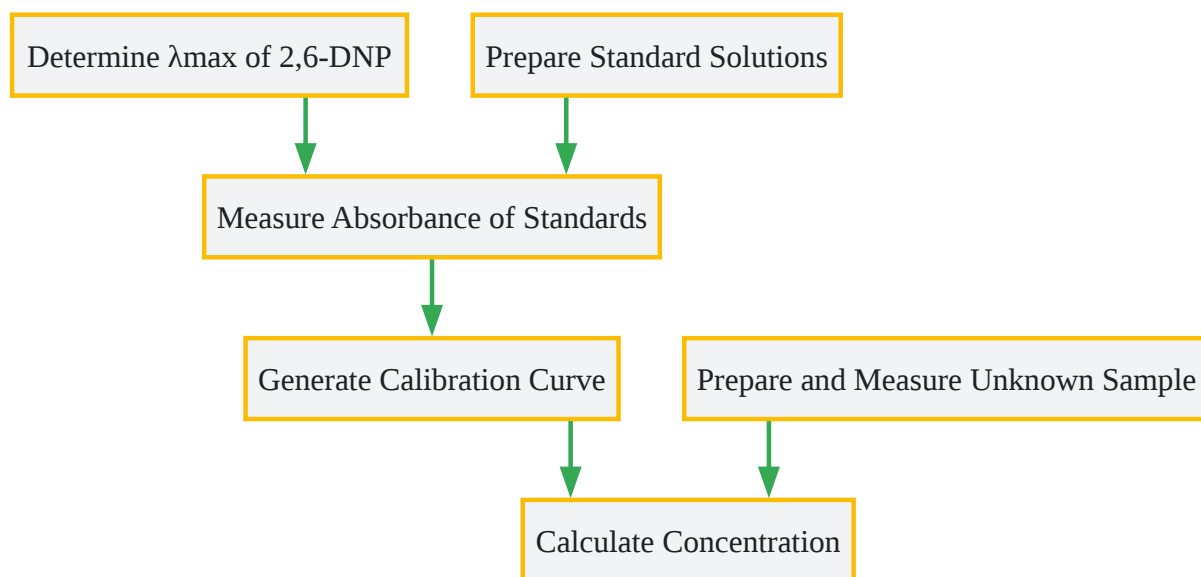 Determine λmax of 2,6-DNP
Prepare Standard Solutions
Measure Absorbance of Standards
Generate Calibration Curve
Prepare and Measure Unknown Sample
Calculate Concentration